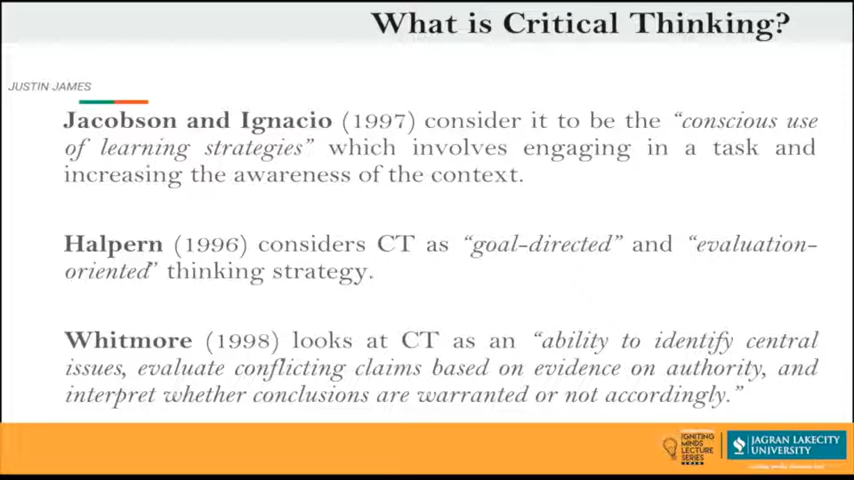 What is Critical Thinking?
JUSTIN JAMES
Jacobson and Ignacio (1997) consider it to be the “conscious use
of learning strategies” which involves engaging in a task and
increasing the awareness of the context.
Halpern (1996) considers CT as “goal-directed” and “evaluation-
oriented” thinking strategy.
Whitmore (1998) looks at CT as an “ability to identify central
issues, evaluate conflicting claims based on evidence on authority, and
interpret whether conclusions are warranted or not accordingly.”
IGNITING
MINDS
LECTURE
SERIES
JAGRAN LAKECITY
UNIVERSITY